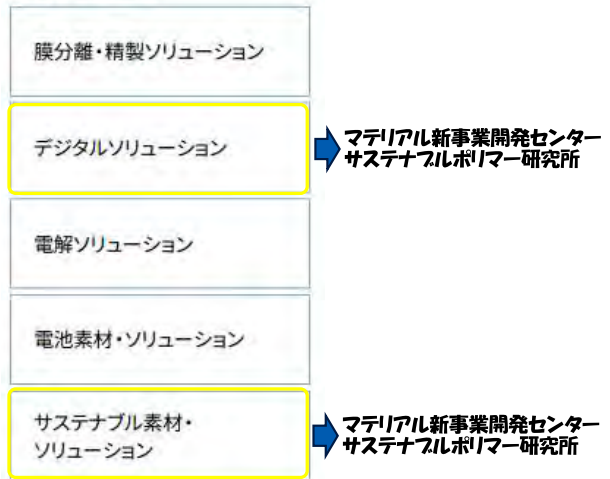 膜分離・精製ソリューション
デジタルソリューション
マテリアル新事業開発センター
サステナブルポリマー研究所
電解ソリューション
電池素材・ソリューション
サステナブル素材・
ソリューション
マテリアル新事業開発センター
サステナブルポリマー研究所